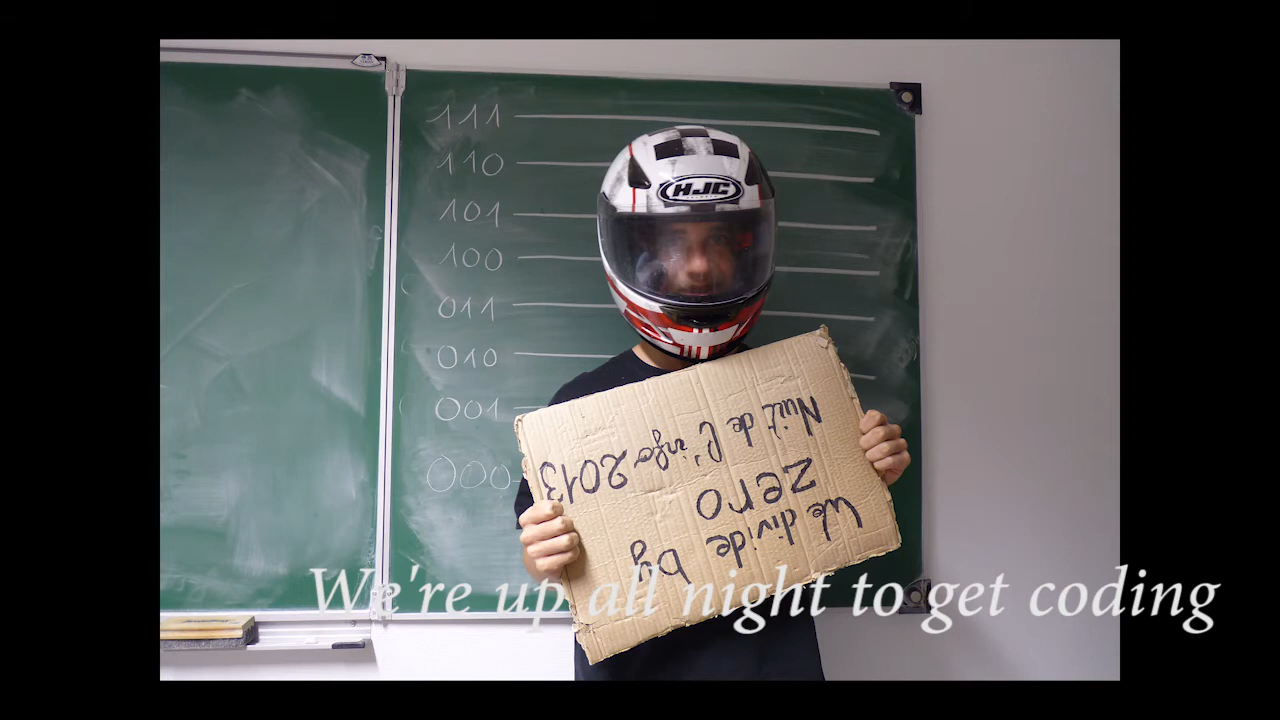 111
110
HJC
101
100
011
010
001
000
We divide by
zero
Nuit de l'info 2013
We're up all night to get coding